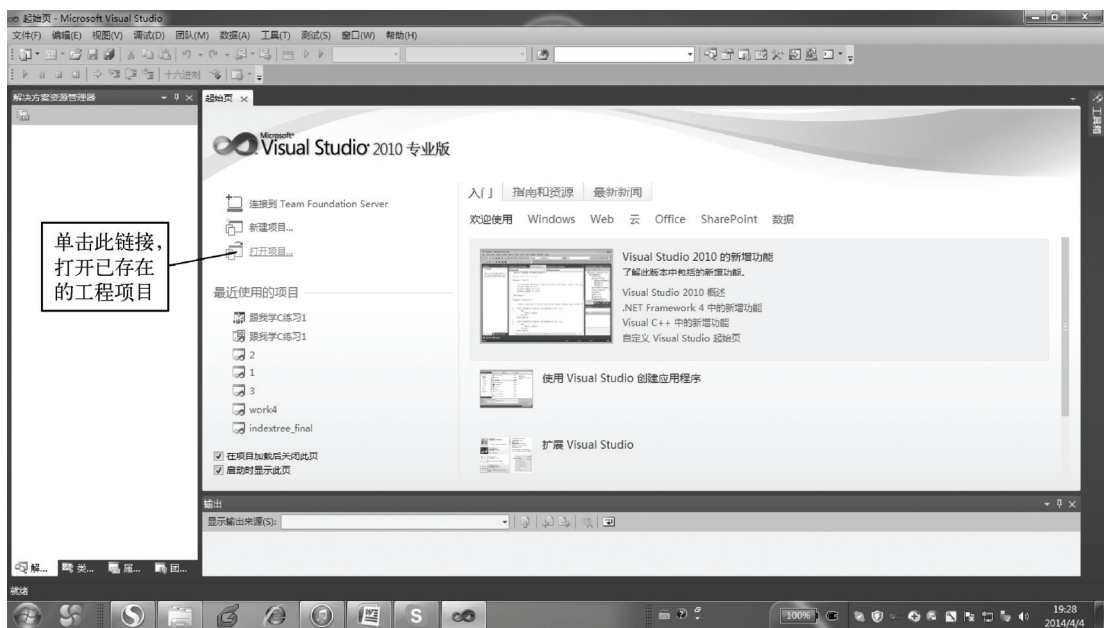 起始页 - Microsoft Visual Studio
文件(F) 编辑(E) 视图(V) 调试(D) 团队(M) 数据(A) 工具(T) 测试(S) 窗口(W) 帮助(H)
十六进制
解决方案资源管理器
起始页
工具箱
Microsoft
Visual Studio 2010 专业版
连接到 Team Foundation Server
新建项目...
打开项目...
单击此链接,
打开已存在
的工程项目
最近使用的项目
跟我学C练习1
跟我学C练习1
2
1
3
work4
indextree_final
在项目加载后关闭此页
启动时显示此页
入门 指南和资源 最新新闻
欢迎使用 Windows Web 云 Office SharePoint 数据
Visual Studio 2010 的新增功能
了解此版本中包括的新增功能。
Visual Studio 2010 概述
.NET Framework 4 中的新增功能
Visual C++ 中的新增功能
自定义 Visual Studio 起始页
使用 Visual Studio 创建应用程序
扩展 Visual Studio
输出
显示输出来源(S):
解... 类... 属... 团...
就绪
100%
19:28
2014/4/4